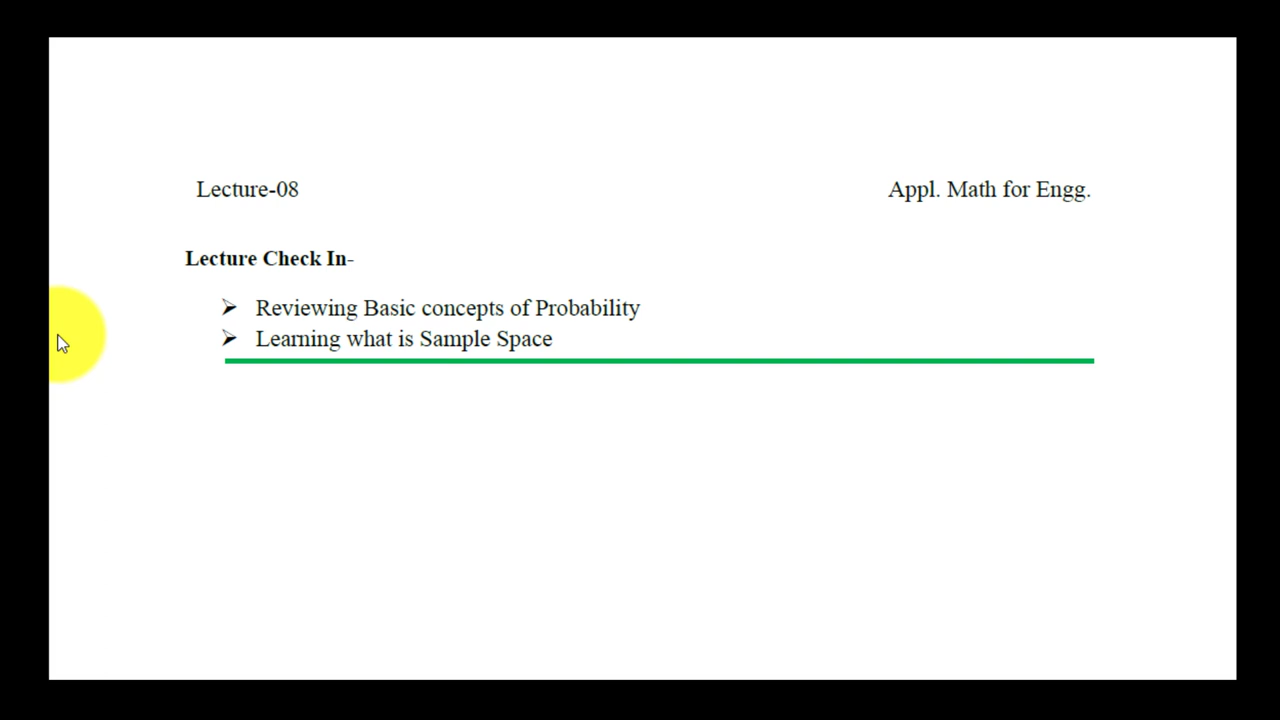 Lecture-08 Appl. Math for Engg.
Lecture Check In-
➢ Reviewing Basic concepts of Probability
➢ Learning what is Sample Space